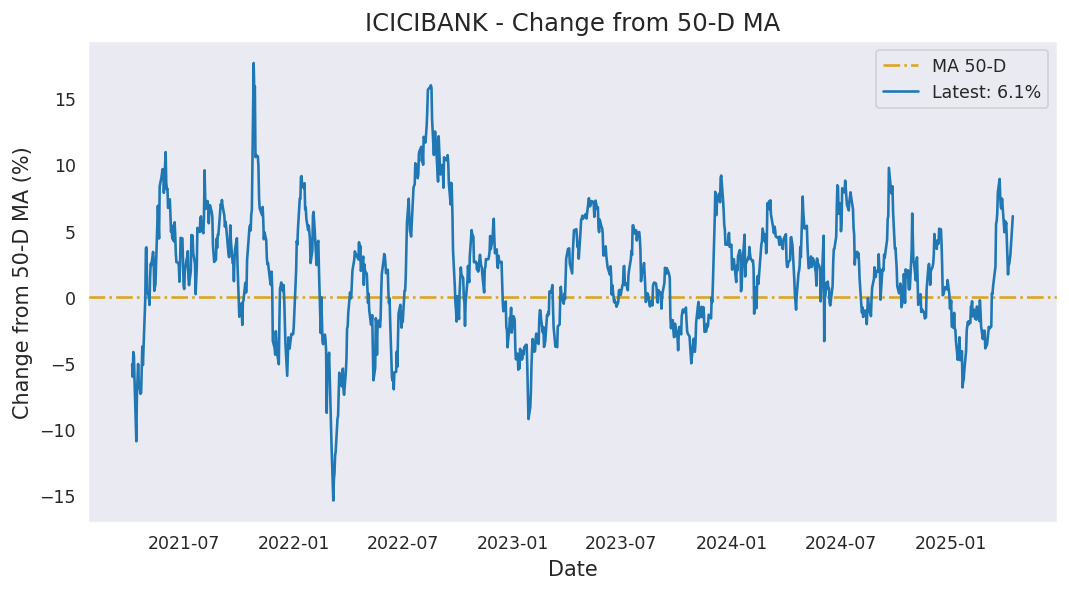 ICICIBANK - Change from 50-D MA
MA 50-D
Latest: 6.1%
Change from 50-D MA (%)
15
10
5
0
−5
−10
−15
2021-07 2022-01 2022-07 2023-01 2023-07 2024-01 2024-07 2025-01
Date